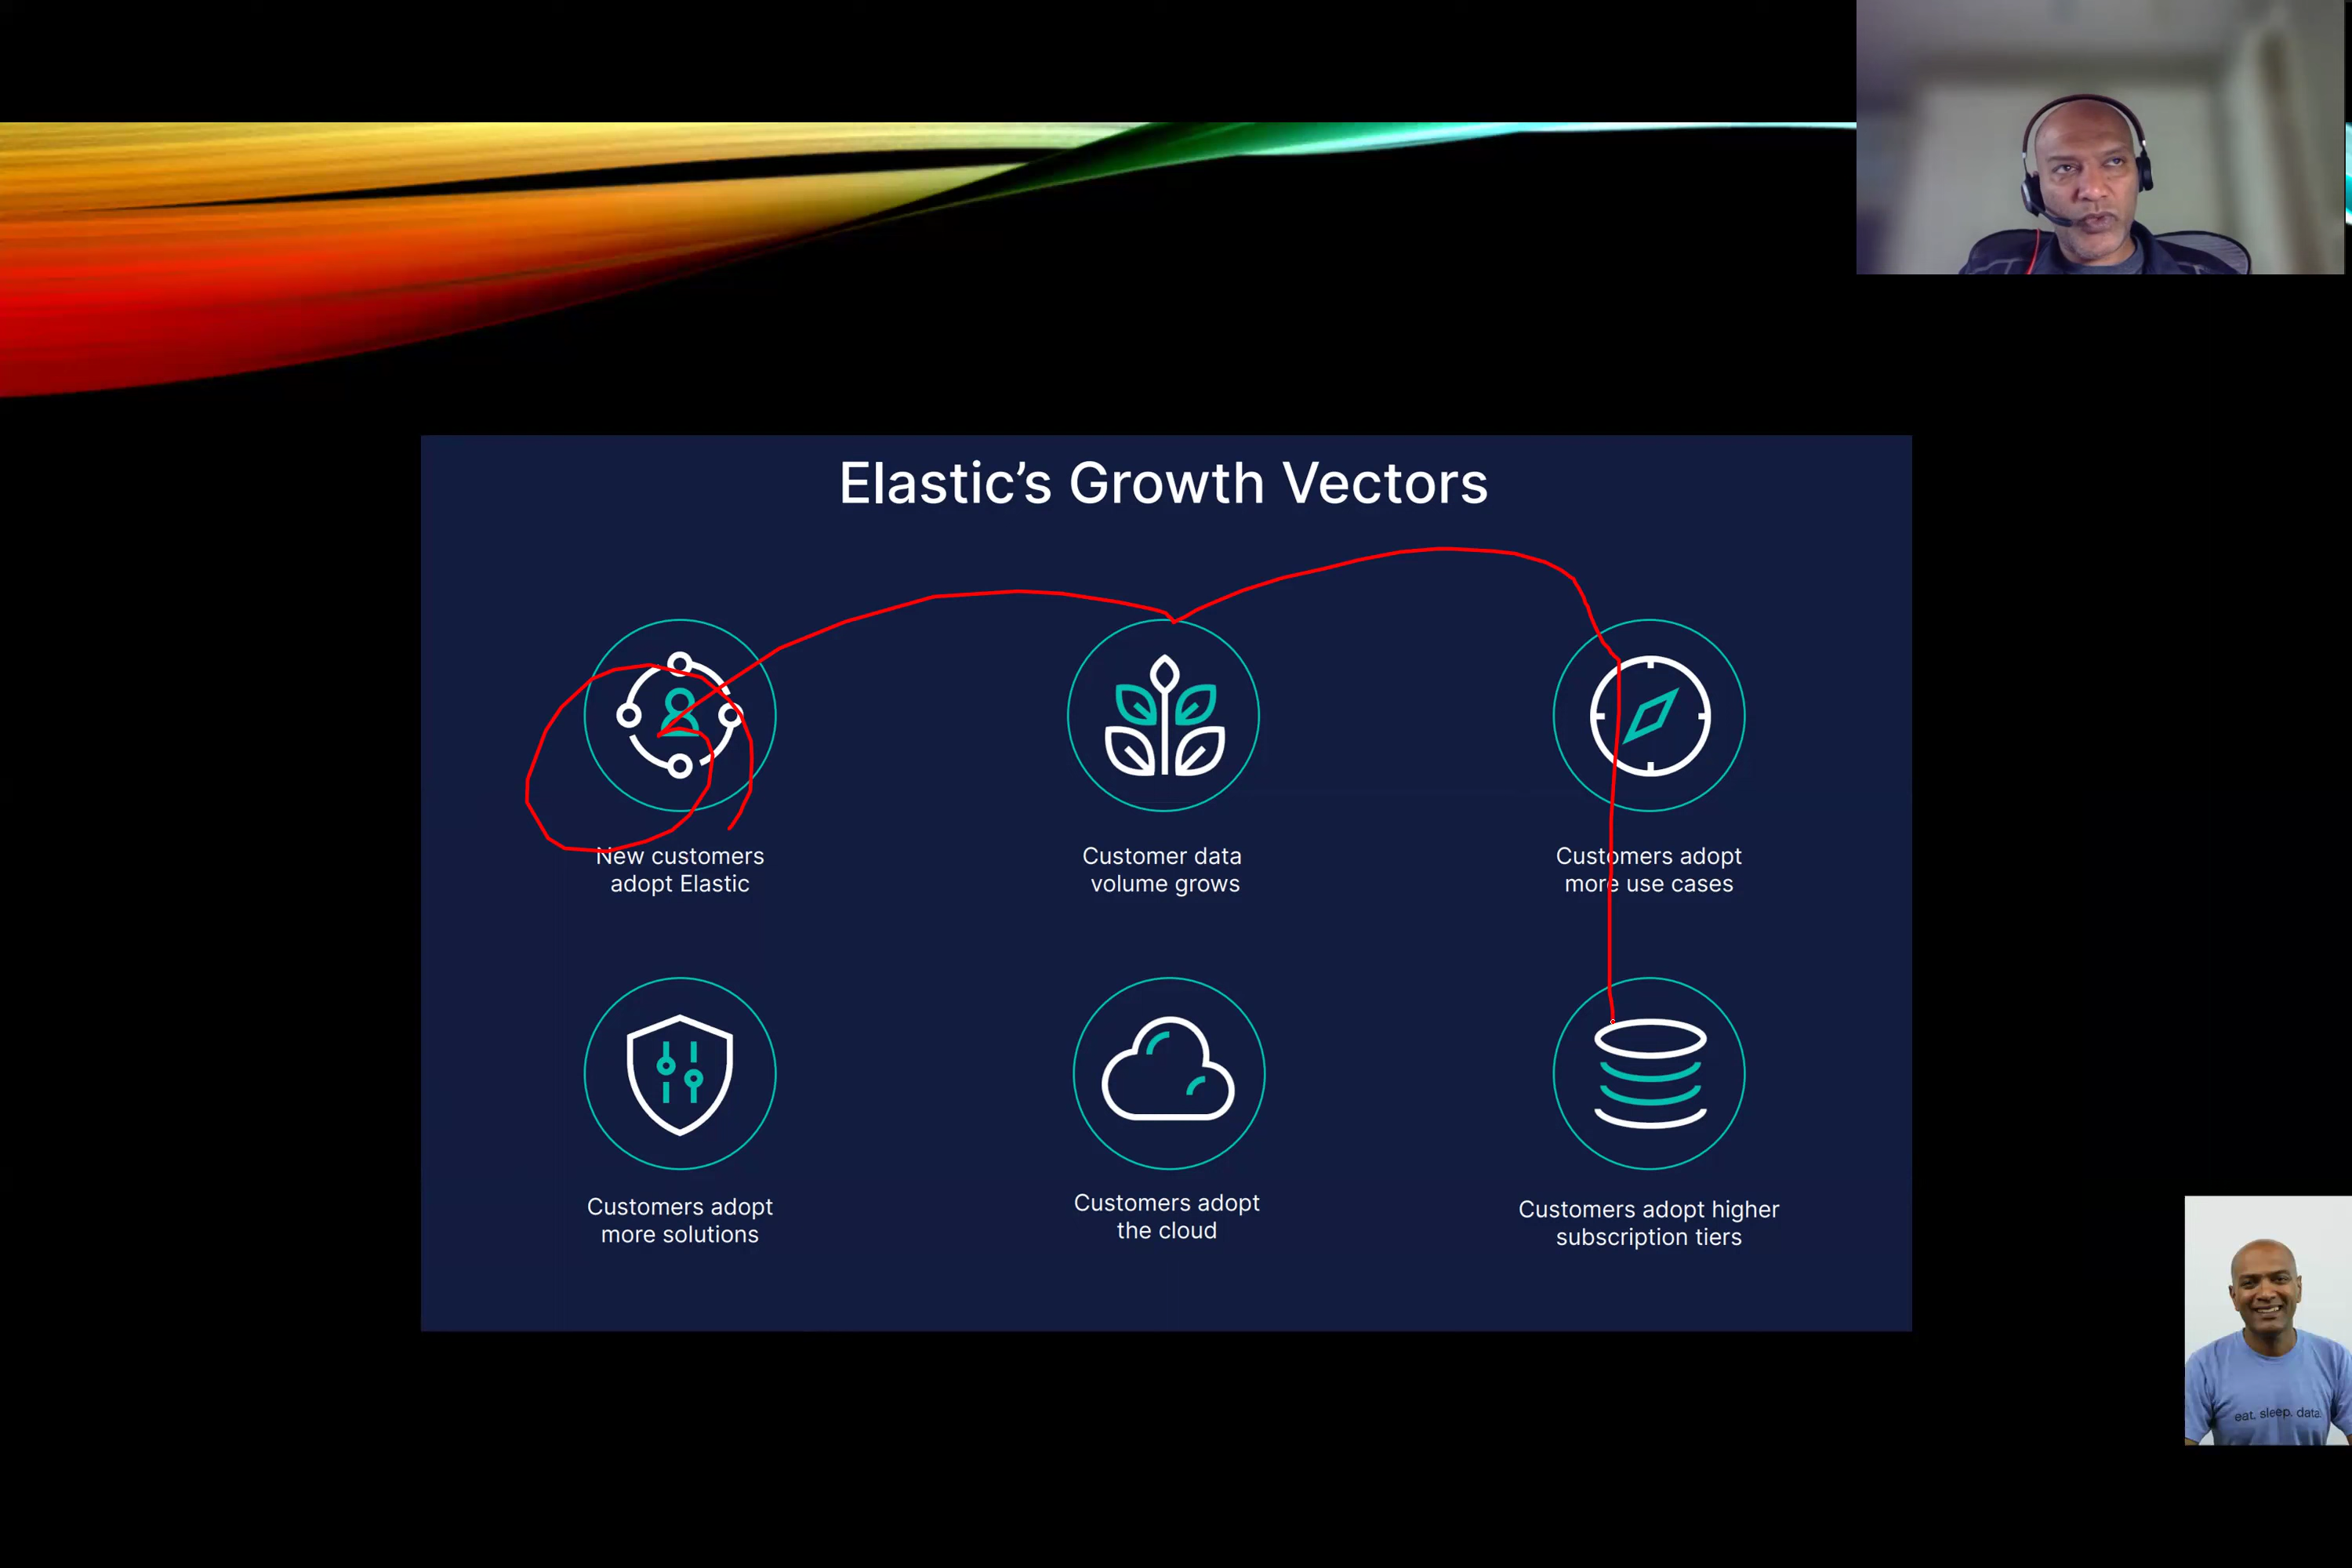 Elastic’s Growth Vectors
New customers
adopt Elastic
Customer data
volume grows
Customers adopt
more use cases
Customers adopt
more solutions
Customers adopt
the cloud
Customers adopt higher
subscription tiers
eat. sleep. data.